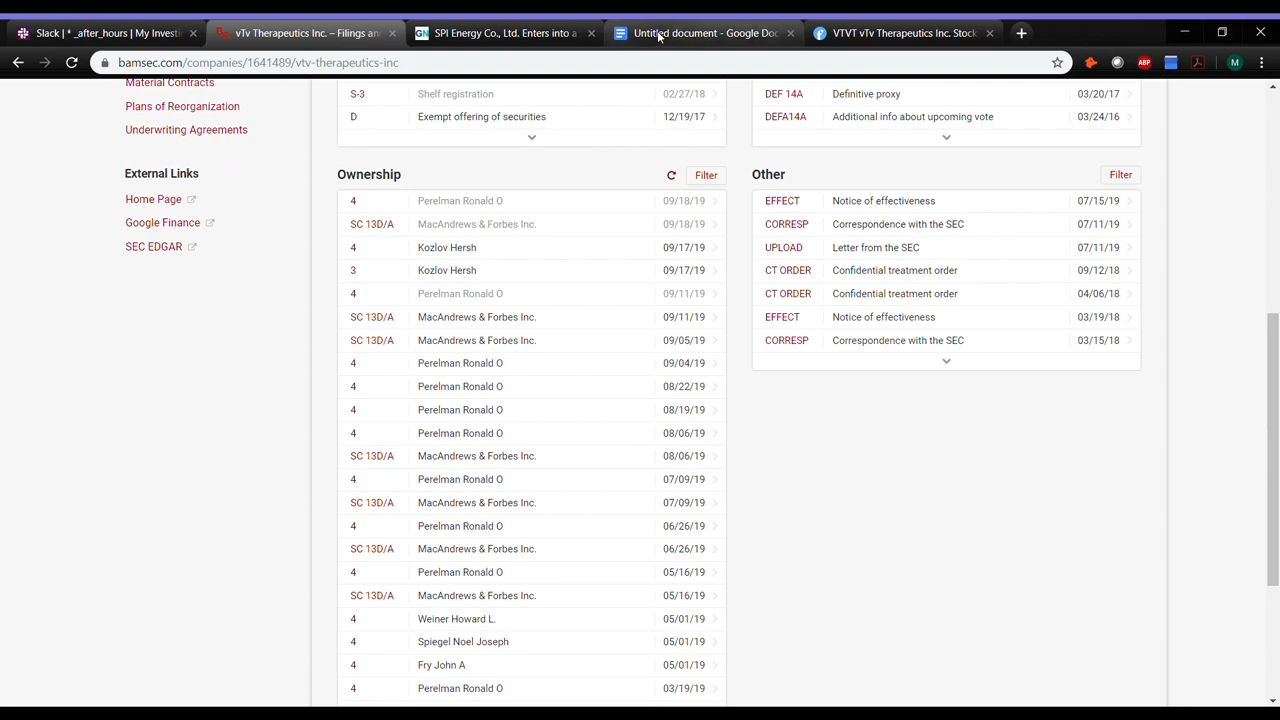 Slack | * _after_hours | My Investi
vTv Therapeutics Inc. – Filings an
GN SPI Energy Co., Ltd. Enters into a
Untitled document - Google Doc
VTVT vTv Therapeutics Inc. Stock
bamsec.com/companies/1641489/vtv-therapeutics-inc
ABP
M
Material Contracts
Plans of Reorganization
Underwriting Agreements
External Links
Home Page
Google Finance
SEC EDGAR
S-3 Shelf registration 02/27/18
D Exempt offering of securities 12/19/17
DEF 14A Definitive proxy 03/20/17
DEFA14A Additional info about upcoming vote 03/24/16
Ownership Filter
4 Perelman Ronald O 09/18/19
SC 13D/A MacAndrews & Forbes Inc. 09/18/19
4 Kozlov Hersh 09/17/19
3 Kozlov Hersh 09/17/19
4 Perelman Ronald O 09/11/19
SC 13D/A MacAndrews & Forbes Inc. 09/11/19
SC 13D/A MacAndrews & Forbes Inc. 09/05/19
4 Perelman Ronald O 09/04/19
4 Perelman Ronald O 08/22/19
4 Perelman Ronald O 08/19/19
4 Perelman Ronald O 08/06/19
SC 13D/A MacAndrews & Forbes Inc. 08/06/19
4 Perelman Ronald O 07/09/19
SC 13D/A MacAndrews & Forbes Inc. 07/09/19
4 Perelman Ronald O 06/26/19
SC 13D/A MacAndrews & Forbes Inc. 06/26/19
4 Perelman Ronald O 05/16/19
SC 13D/A MacAndrews & Forbes Inc. 05/16/19
4 Weiner Howard L. 05/01/19
4 Spiegel Noel Joseph 05/01/19
4 Fry John A 05/01/19
4 Perelman Ronald O 03/19/19
Other Filter
EFFECT Notice of effectiveness 07/15/19
CORRESP Correspondence with the SEC 07/11/19
UPLOAD Letter from the SEC 07/11/19
CT ORDER Confidential treatment order 09/12/18
CT ORDER Confidential treatment order 04/06/18
EFFECT Notice of effectiveness 03/19/18
CORRESP Correspondence with the SEC 03/15/18